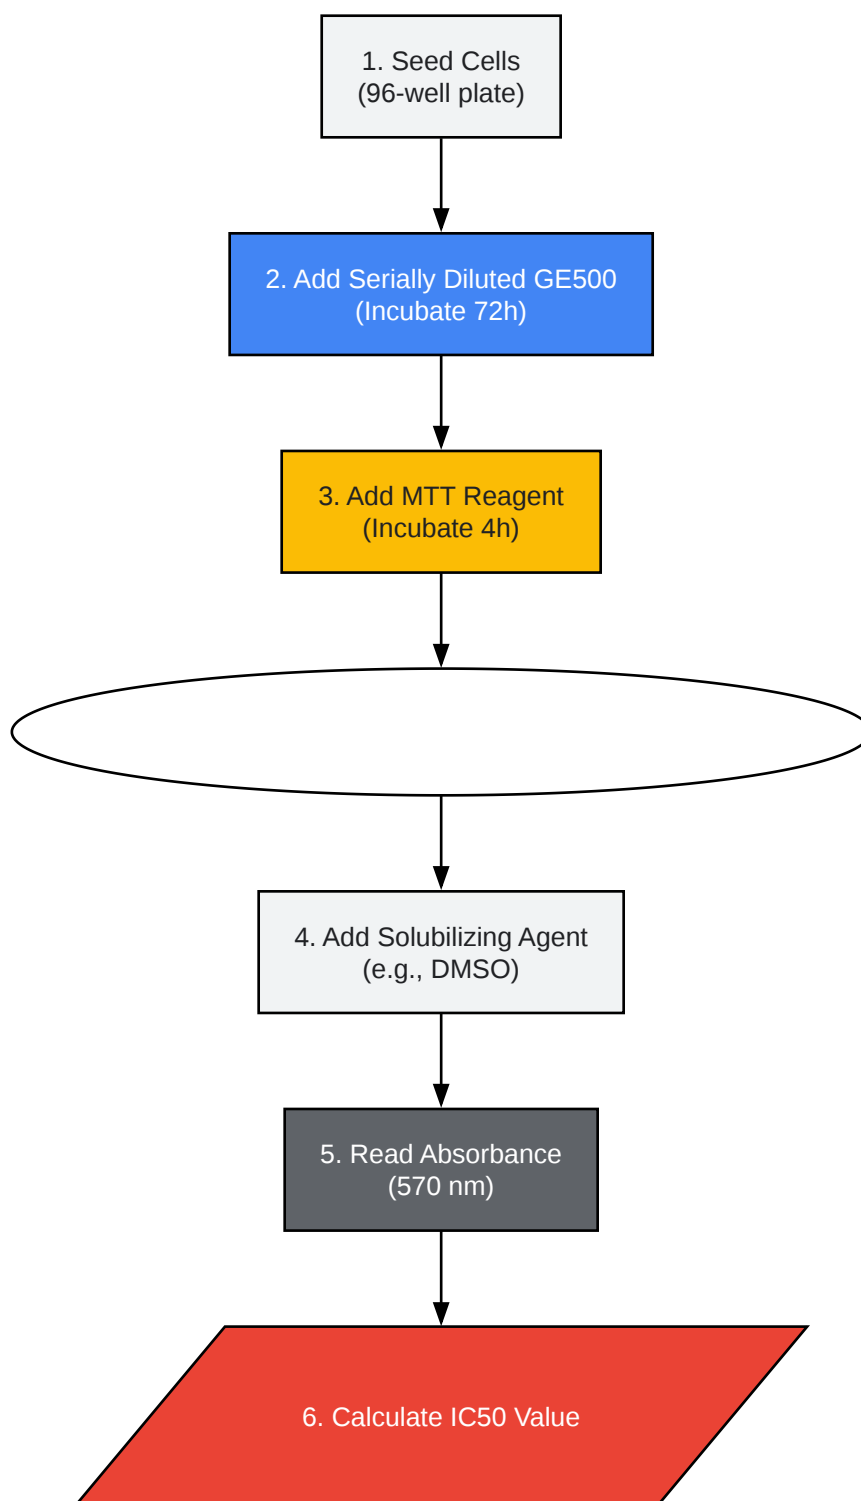 1. Seed Cells
(96-well plate)
2. Add Serially Diluted GE500
(Incubate 72h)
3. Add MTT Reagent
(Incubate 4h)
4. Add Solubilizing Agent
(e.g., DMSO)
5. Read Absorbance
(570 nm)
6. Calculate IC50 Value